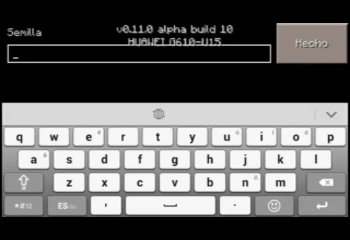 v0.11.0 alpha build 10
Semilla
HUAWEI G610-U15
Hecho
_
q w e r t y u i o p
a s d f g h j k l
z x c v b n m
ES
' .